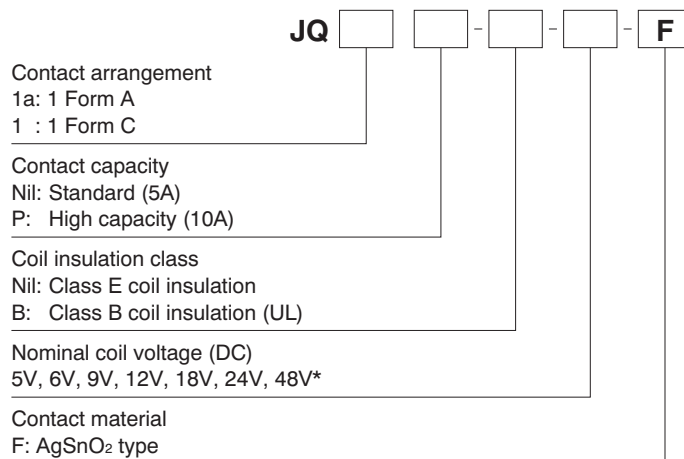 JQ - - - F
Contact arrangement
1a: 1 Form A
1 : 1 Form C
Contact capacity
Nil: Standard (5A)
P: High capacity (10A)
Coil insulation class
Nil: Class E coil insulation
B: Class B coil insulation (UL)
Nominal coil voltage (DC)
5V, 6V, 9V, 12V, 18V, 24V, 48V*
Contact material
F: AgSnO₂ type